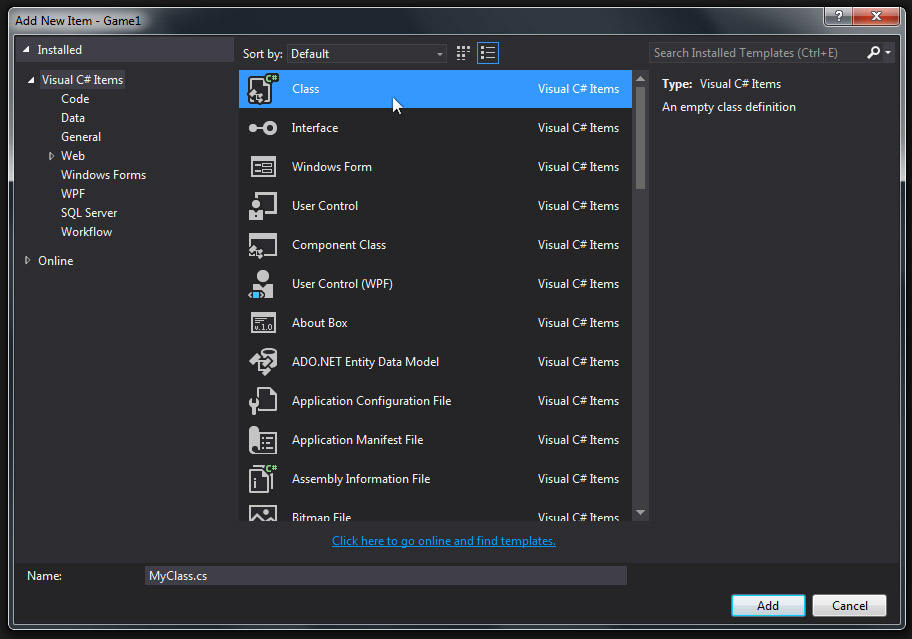 Add New Item - Game1
?
Installed
Sort by: Default
Search Installed Templates (Ctrl+E)
Visual C# Items
Code
Data
General
Web
Windows Forms
WPF
SQL Server
Workflow
Online
C# Class Visual C# Items
Interface Visual C# Items
Windows Form Visual C# Items
User Control Visual C# Items
Component Class Visual C# Items
User Control (WPF) Visual C# Items
v.1.0 About Box Visual C# Items
ADO.NET Entity Data Model Visual C# Items
Application Configuration File Visual C# Items
Application Manifest File Visual C# Items
C# Assembly Information File Visual C# Items
Bitmap File Visual C# Items
Type: Visual C# Items
An empty class definition
Click here to go online and find templates.
Name: MyClass.cs
Add Cancel